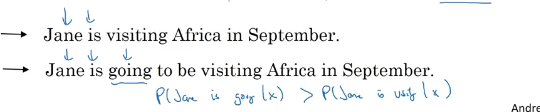 → Jane is visiting Africa in September.
→ Jane is going to be visiting Africa in September.
P(Jane is going |x) > P(Jane is visiting |x)
Andre